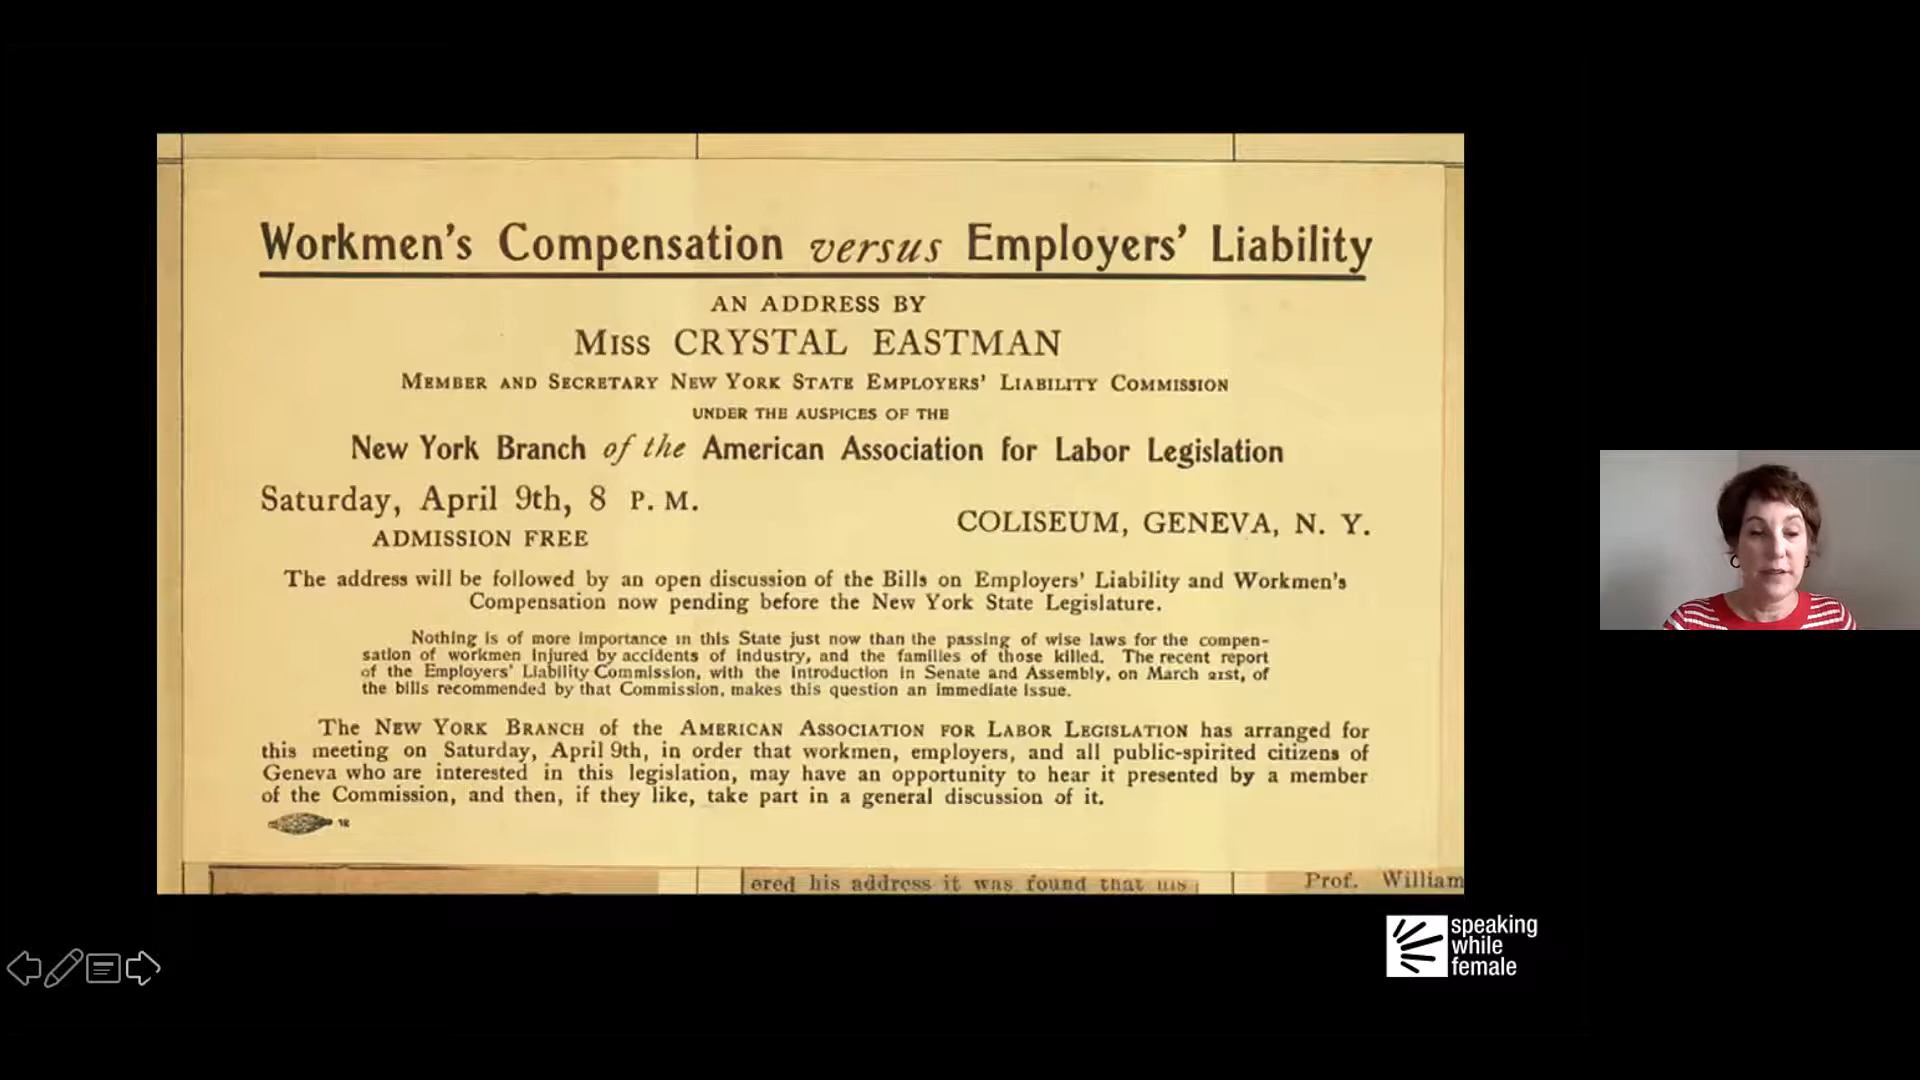 Workmen's Compensation versus Employers' Liability
AN ADDRESS BY
MISS CRYSTAL EASTMAN
MEMBER AND SECRETARY NEW YORK STATE EMPLOYERS' LIABILITY COMMISSION
UNDER THE AUSPICES OF THE
New York Branch of the American Association for Labor Legislation
Saturday, April 9th, 8 P. M.
ADMISSION FREE
COLISEUM, GENEVA, N. Y.
The address will be followed by an open discussion of the Bills on Employers' Liability and Workmen's
Compensation now pending before the New York State Legislature.
Nothing is of more importance in this State just now than the passing of wise laws for the compen-
sation of workmen injured by accidents of industry, and the families of those killed. The recent report
of the Employers' Liability Commission, with the introduction in Senate and Assembly, on March 21st, of
the bills recommended by that Commission, makes this question an immediate issue.
The NEW YORK BRANCH of the AMERICAN ASSOCIATION FOR LABOR LEGISLATION has arranged for
this meeting on Saturday, April 9th, in order that workmen, employers, and all public-spirited citizens of
Geneva who are interested in this legislation, may have an opportunity to hear it presented by a member
of the Commission, and then, if they like, take part in a general discussion of it.
ered his address it was found that his
Prof. William
speaking
while
female